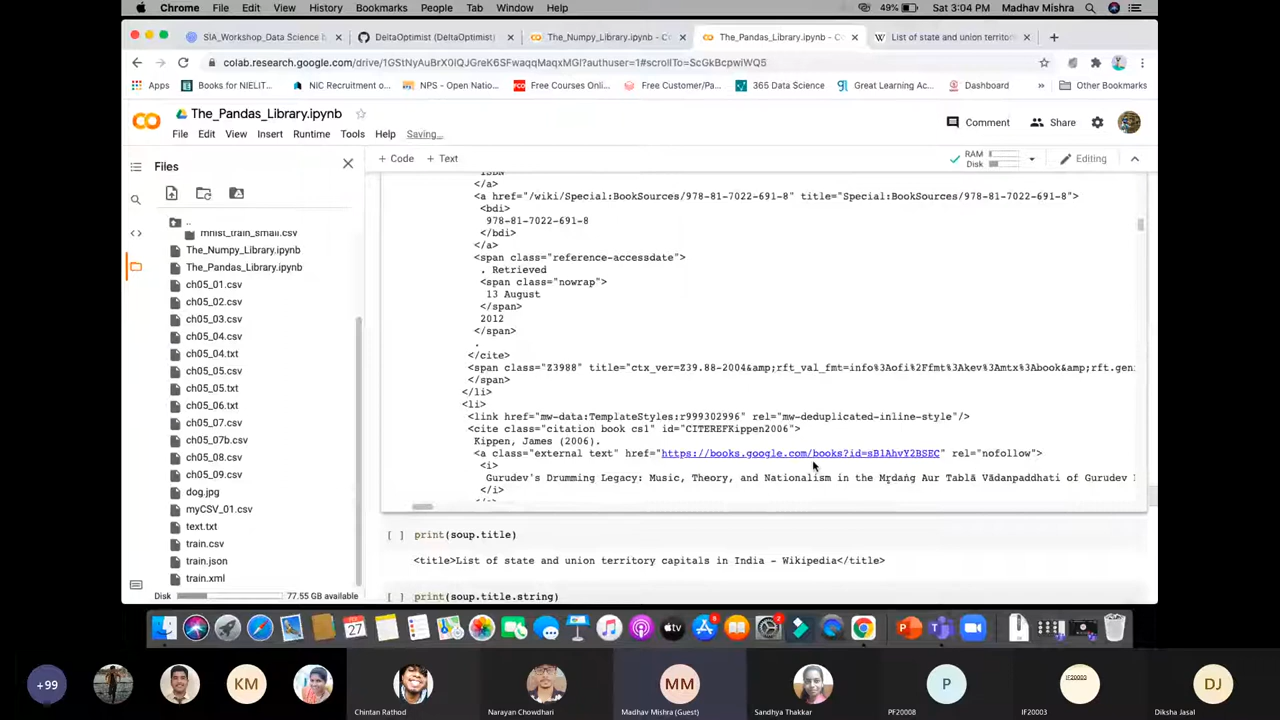 Chrome File Edit View History Bookmarks People Tab Window Help 49% Sat 3:04 PM Madhav Mishra
SIA_Workshop_Data Science &
DeltaOptimist (DeltaOptimist)
The_Numpy_Library.ipynb - Co
The_Pandas_Library.ipynb - Co
List of state and union territori
colab.research.google.com/drive/1GStNyAuBrX0IQJGreK6SFwaqqMaqxMGl?authuser=1#scrollTo=ScGkBcpwiWQ5
Apps Books for NIELIT... NIC Recruitment o... NPS - Open Natio... Free Courses Onli... Free Customer/Pa... 365 Data Science Great Learning Ac... Dashboard » Other Bookmarks
The_Pandas_Library.ipynb
Comment Share
File Edit View Insert Runtime Tools Help Saving...
Files
+ Code + Text
RAM
Disk
Editing
..
mnist_train_small.csv
The_Numpy_Library.ipynb
The_Pandas_Library.ipynb
ch05_01.csv
ch05_02.csv
ch05_03.csv
ch05_04.csv
ch05_04.txt
ch05_05.csv
ch05_05.txt
ch05_06.txt
ch05_07.csv
ch05_07b.csv
ch05_08.csv
ch05_09.csv
dog.jpg
myCSV_01.csv
text.txt
train.csv
train.json
train.xml
Disk 77.55 GB available
ISBN
</a>
<a href="/wiki/Special:BookSources/978-81-7022-691-8" title="Special:BookSources/978-81-7022-691-8">
<bdi>
978-81-7022-691-8
</bdi>
</a>
<span class="reference-accessdate">
. Retrieved
<span class="nowrap">
13 August
</span>
2012
</span>
.
</cite>
<span class="Z3988" title="ctx_ver=Z39.88-2004&amp;rft_val_fmt=info%3Aofi%2Ffmt%3Akev%3Amtx%3Abook&amp;rft.gen
</span>
</li>
<li>
<link href="mw-data:TemplateStyles:r999302996" rel="mw-deduplicated-inline-style"/>
<cite class="citation book cs1" id="CITEREFKippen2006">
Kippen, James (2006).
<a class="external text" href="https://books.google.com/books?id=sB1AhvY2BSEC" rel="nofollow">
<i>
Gurudev's Drumming Legacy: Music, Theory, and Nationalism in the Mṛdaṅg Aur Tablā Vādanpaddhati of Gurudev
</i>
[ ] print(soup.title)
<title>List of state and union territory capitals in India - Wikipedia</title>
[ ] print(soup.title.string)
+99
KM
MM
P
IF20003
DJ
Chintan Rathod
Narayan Chowdhari
Madhav Mishra (Guest)
Sandhya Thakkar
PF20008
IF20003
Diksha Jasal